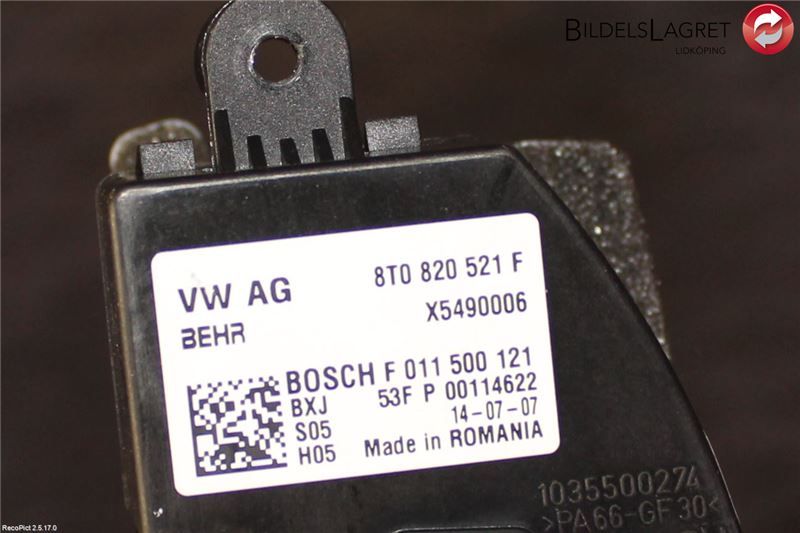 BILDELSLAGRET
LIDKÖPING
VW AG
8T0 820 521 F
BEHR
X5490006
BOSCH F 011 500 121
BXJ 53F P 00114622
S05 14-07-07
H05 Made in ROMANIA
1035500274
>PA66-GF30<
RecoPict 2.5.17.0